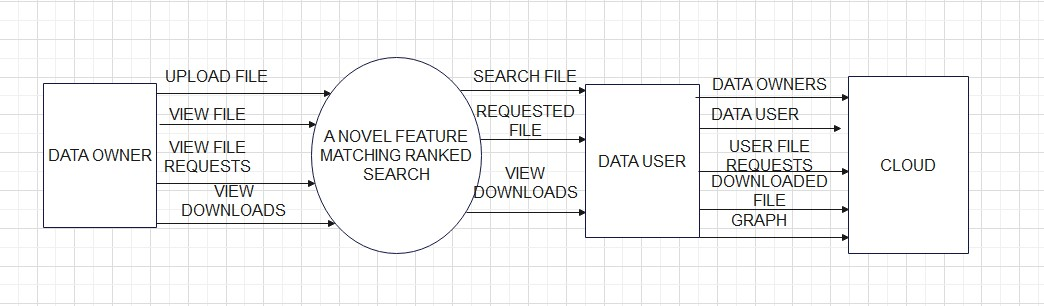 UPLOAD FILE
VIEW FILE
VIEW FILE
REQUESTS
VIEW
DOWNLOADS
DATA OWNER
A NOVEL FEATURE
MATCHING RANKED
SEARCH
SEARCH FILE
REQUESTED
FILE
VIEW
DOWNLOADS
DATA USER
DATA OWNERS
DATA USER
USER FILE
REQUESTS
DOWNLOADED
FILE
GRAPH
CLOUD